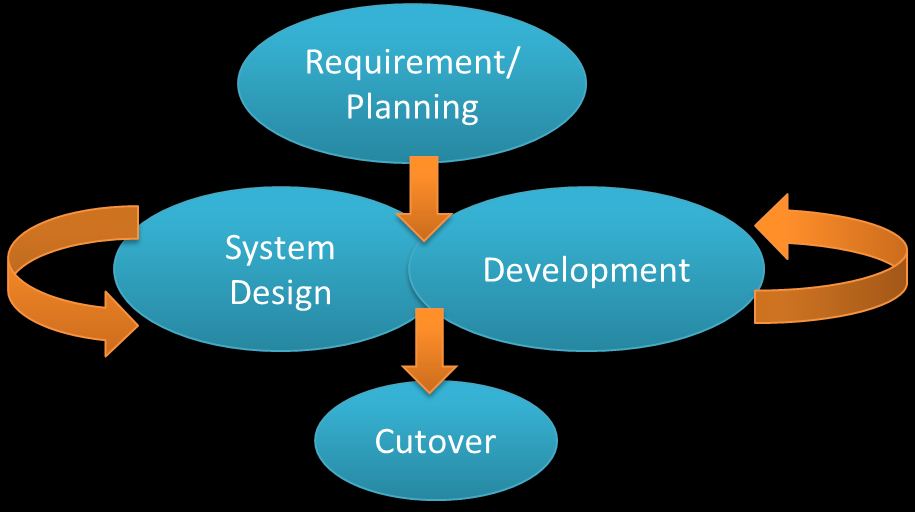 Requirement/
Planning
System
Design
Development
Cutover